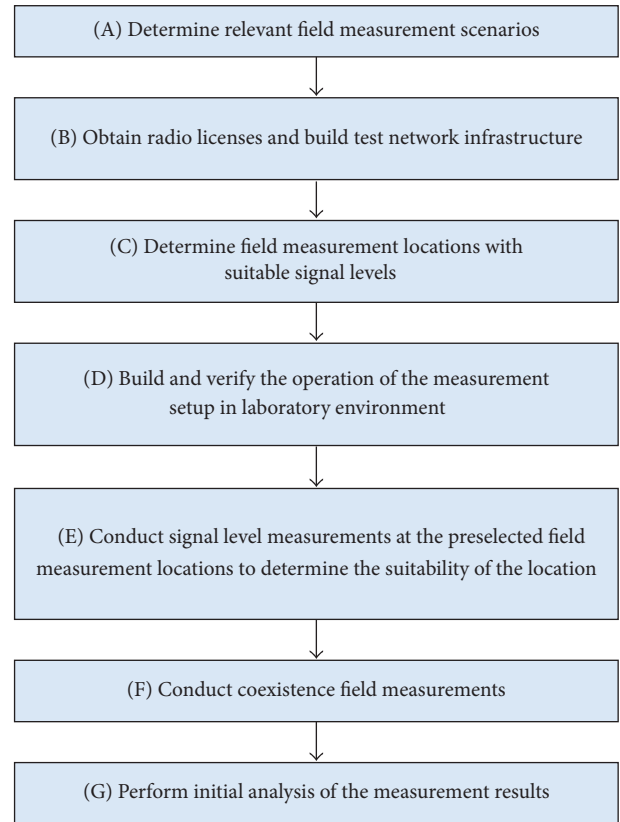 (A) Determine relevant field measurement scenarios
(B) Obtain radio licenses and build test network infrastructure
(C) Determine field measurement locations with
suitable signal levels
(D) Build and verify the operation of the measurement
setup in laboratory environment
(E) Conduct signal level measurements at the preselected field
measurement locations to determine the suitability of the location
(F) Conduct coexistence field measurements
(G) Perform initial analysis of the measurement results